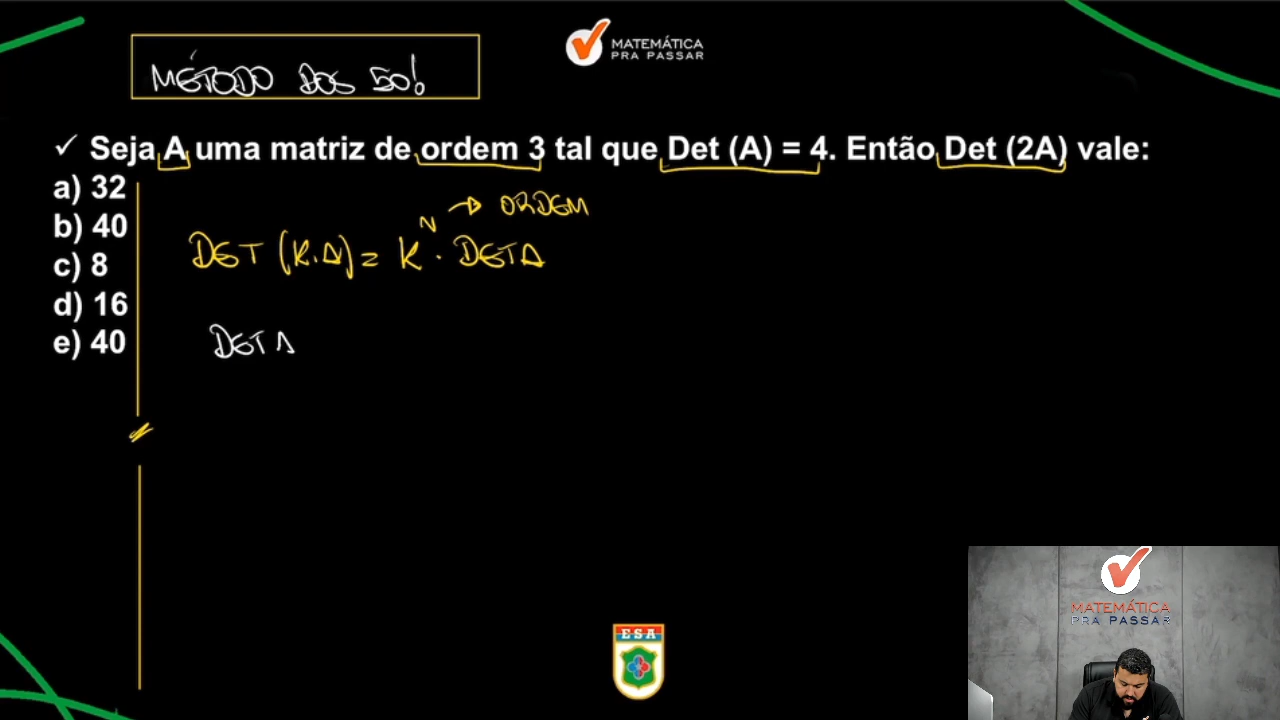 MATEMÁTICA
PRA PASSAR
MÉTODO DOS 50!
✓ Seja A uma matriz de ordem 3 tal que Det (A) = 4. Então Det (2A) vale:
a) 32
b) 40
c) 8
d) 16
e) 40
N → ORDEM
DET (K.A) = K . DETA
DET A
ESA
MATEMÁTICA
PRA PASSAR